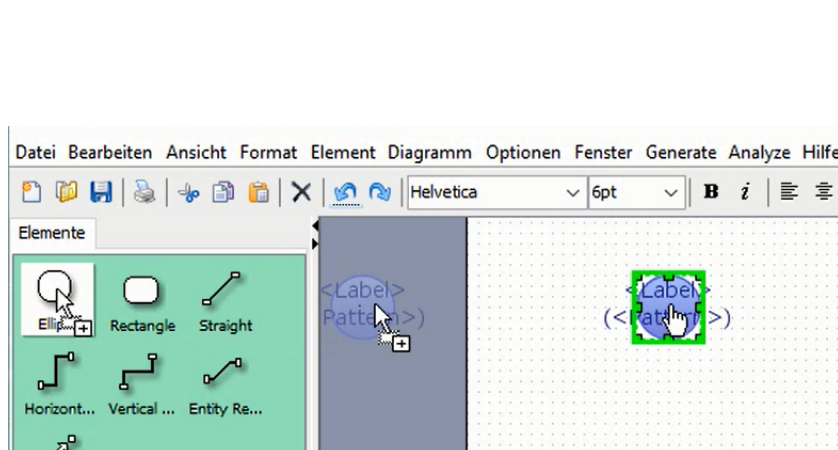 Datei Bearbeiten Ansicht Format Element Diagramm Optionen Fenster Generate Analyze Hilfe
Helvetica 6pt B i
Elemente
Rectangle Straight
Horizont... Vertical ... Entity Re...
<Label>
<Label>